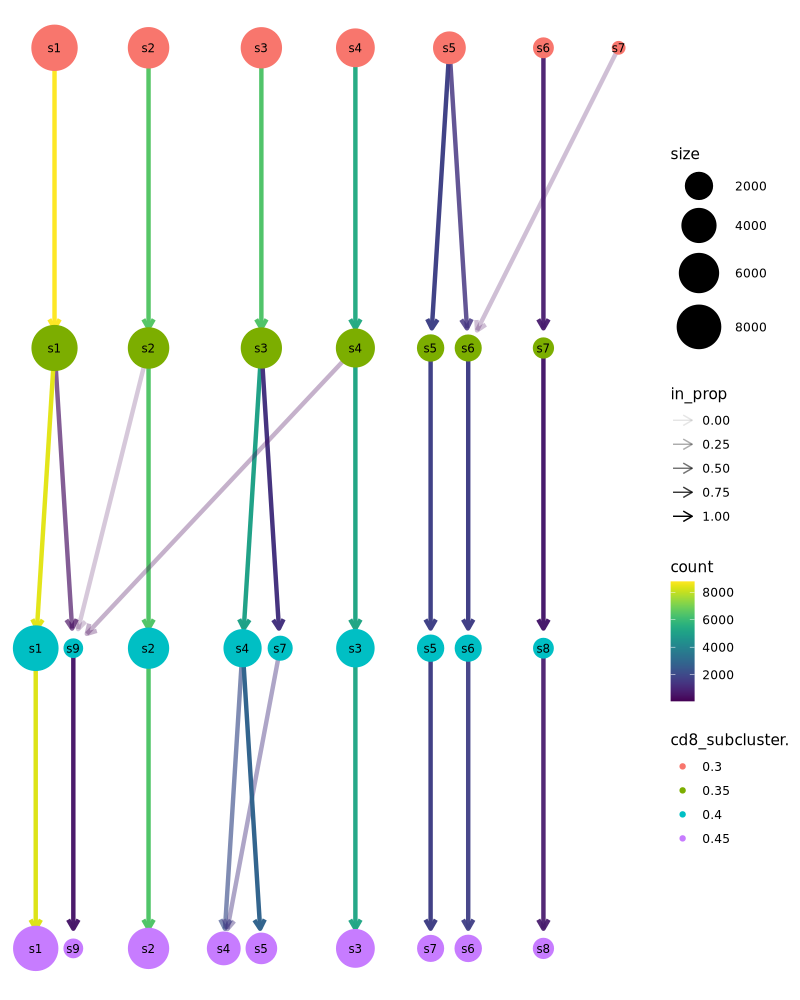 s1 s2 s3 s4 s5 s6 s7
s1 s2 s3 s4 s5 s6 s7
s1 s9 s2 s4 s7 s3 s5 s6 s8
s1 s9 s2 s4 s5 s3 s7 s6 s8
size
2000
4000
6000
8000
in_prop
0.00
0.25
0.50
0.75
1.00
count
8000
6000
4000
2000
cd8_subcluster.
0.3
0.35
0.4
0.45